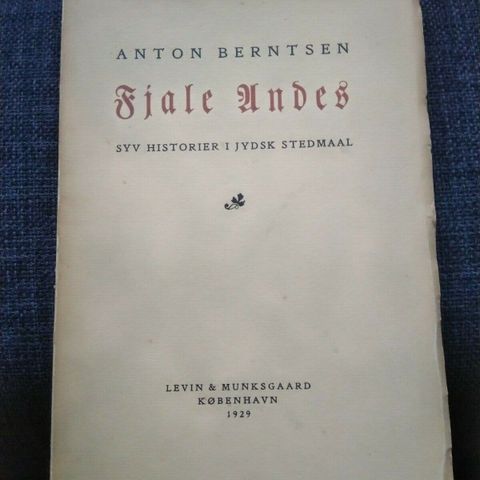 ANTON BERNTSEN
Fjale Andes
SYV HISTORIER I JYDSK STEDMAAL
LEVIN & MUNKSGAARD
KØBENHAVN
1929